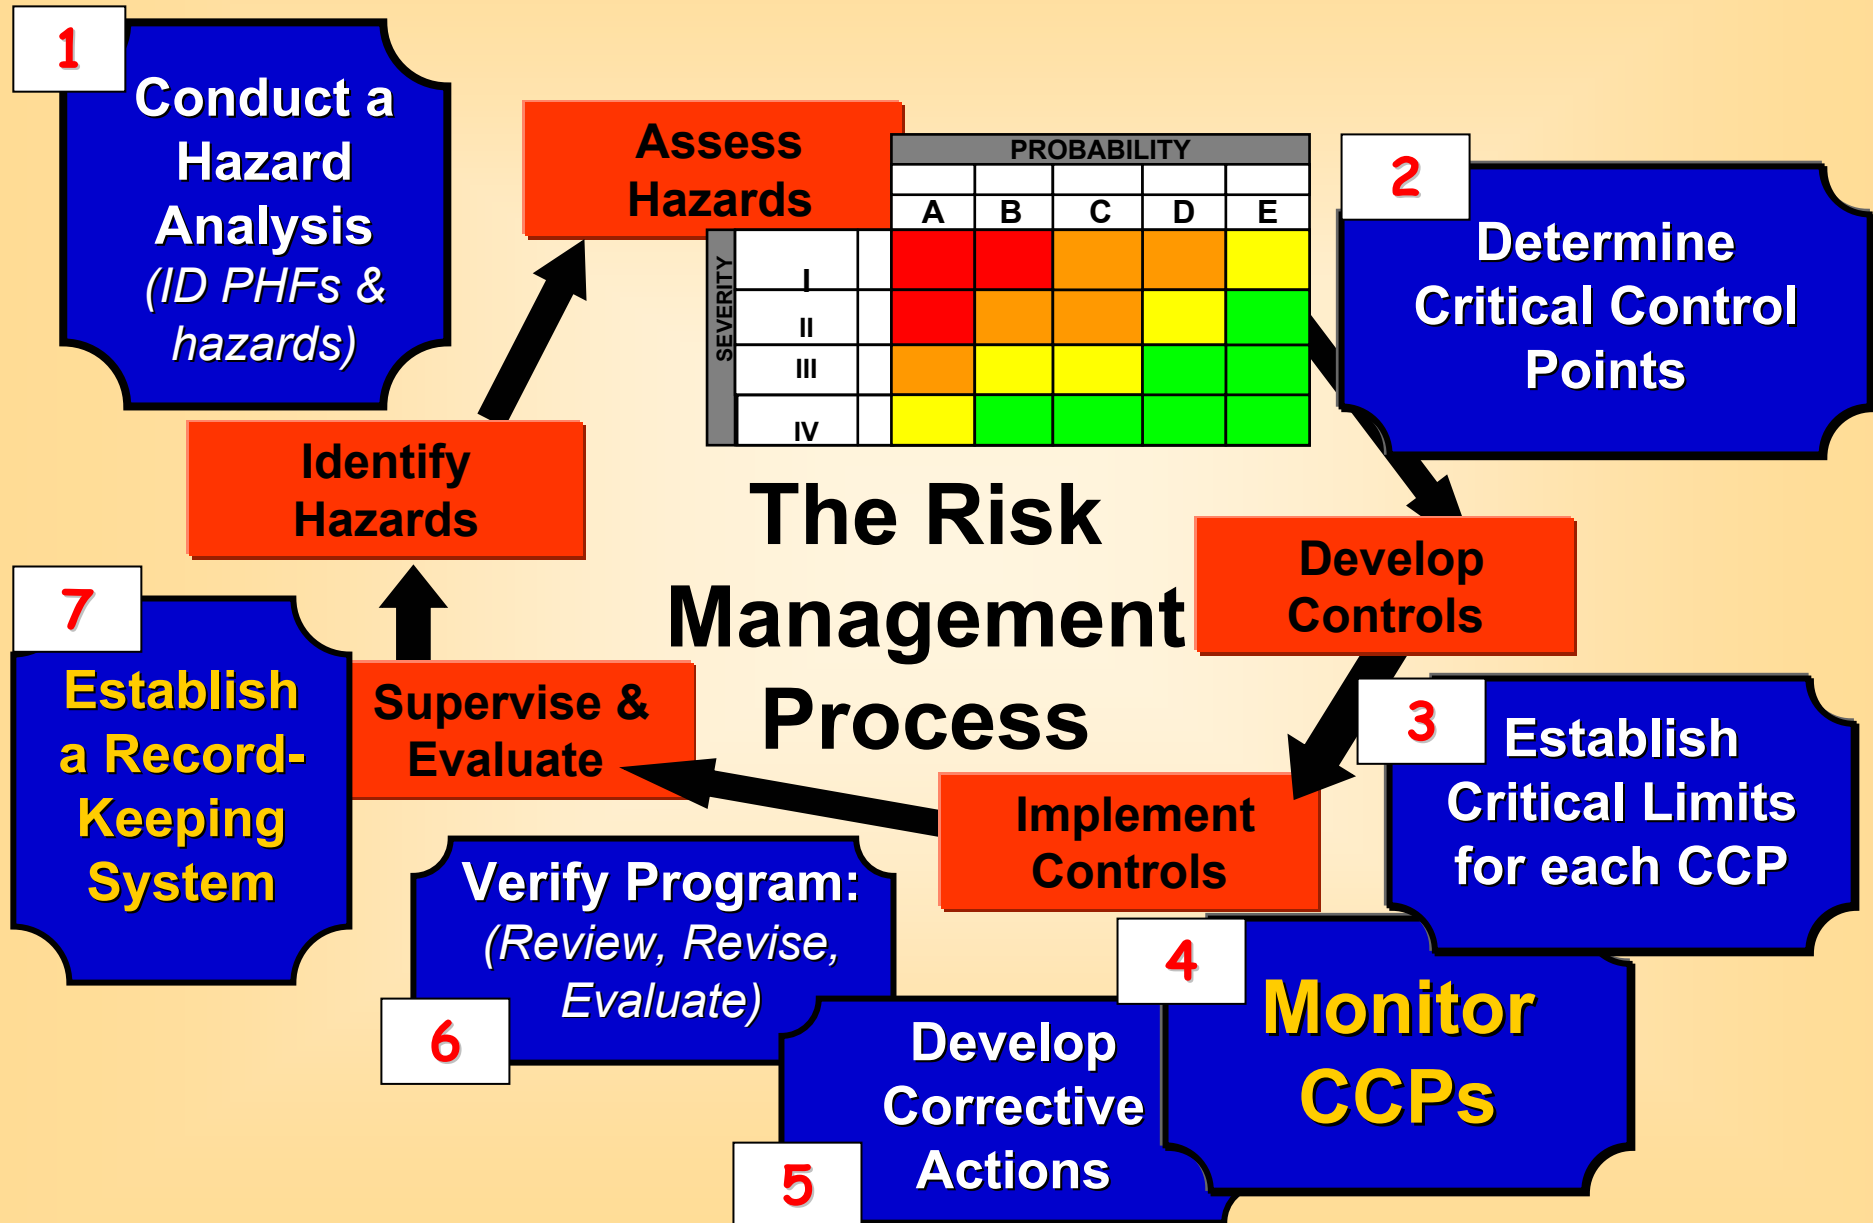 1
Conduct a
Hazard
Analysis
(ID PHFs &
hazards)
Assess
Hazards
PROBABILITY
A B C D E
SEVERITY
I
II
III
IV
2
Determine
Critical Control
Points
Identify
Hazards
The Risk
Management
Process
Develop
Controls
7
Establish
a Record-
Keeping
System
Supervise &
Evaluate
3
Establish
Critical Limits
for each CCP
Implement
Controls
Verify Program:
(Review, Revise,
Evaluate)
6
4
Monitor
CCPs
Develop
Corrective
Actions
5